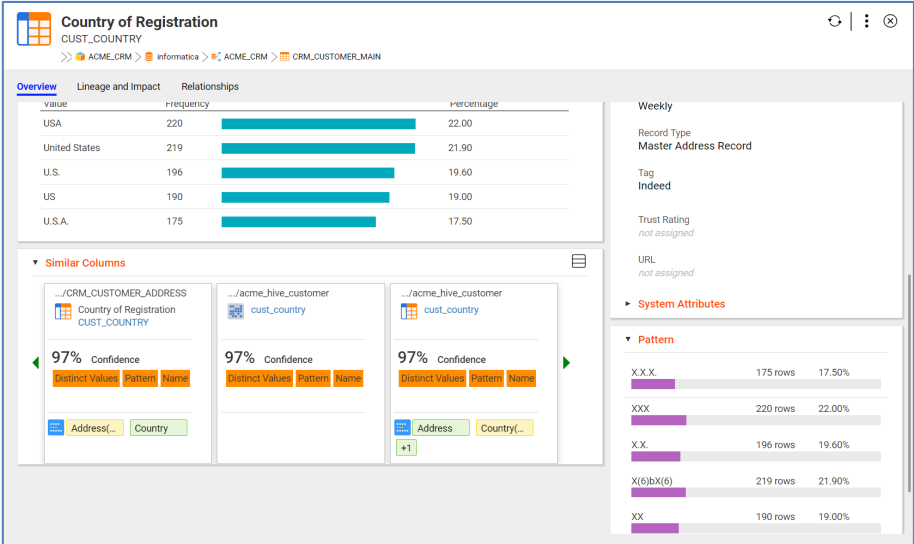 Country of Registration
CUST_COUNTRY
ACME_CRM > informatica > ACME_CRM > CRM_CUSTOMER_MAIN
Overview Lineage and Impact Relationships
Value Frequency Percentage
USA 220 22.00
United States 219 21.90
U.S. 196 19.60
US 190 19.00
U.S.A. 175 17.50
Similar Columns
.../CRM_CUSTOMER_ADDRESS
Country of Registration
CUST_COUNTRY
97% Confidence
Distinct Values Pattern Name
Address(... Country
.../acme_hive_customer
cust_country
97% Confidence
Distinct Values Pattern Name
.../acme_hive_customer
cust_country
97% Confidence
Distinct Values Pattern Name
Address Country(...
+1
Weekly
Record Type
Master Address Record
Tag
Indeed
Trust Rating
not assigned
URL
not assigned
System Attributes
Pattern
X.X.X. 175 rows 17.50%
XXX 220 rows 22.00%
X.X. 196 rows 19.60%
X(6)bX(6) 219 rows 21.90%
XX 190 rows 19.00%